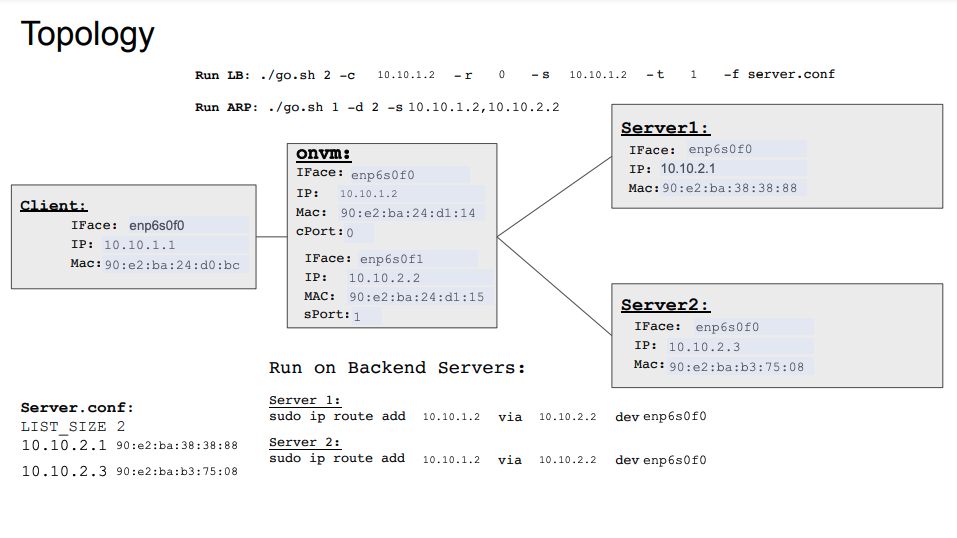 Topology
Run LB: ./go.sh 2 -c 10.10.1.2 -r 0 -s 10.10.1.2 -t 1 -f server.conf
Run ARP: ./go.sh 1 -d 2 -s 10.10.1.2,10.10.2.2
Client:
IFace: enp6s0f0
IP: 10.10.1.1
Mac: 90:e2:ba:24:d0:bc
onvm:
IFace: enp6s0f0
IP: 10.10.1.2
Mac: 90:e2:ba:24:d1:14
cPort: 0
IFace: enp6s0f1
IP: 10.10.2.2
MAC: 90:e2:ba:24:d1:15
sPort: 1
Server1:
IFace: enp6s0f0
IP: 10.10.2.1
Mac: 90:e2:ba:38:38:88
Server2:
IFace: enp6s0f0
IP: 10.10.2.3
Mac: 90:e2:ba:b3:75:08
Server.conf:
LIST_SIZE 2
10.10.2.1 90:e2:ba:38:38:88
10.10.2.3 90:e2:ba:b3:75:08
Run on Backend Servers:
Server 1:
sudo ip route add 10.10.1.2 via 10.10.2.2 dev enp6s0f0
Server 2:
sudo ip route add 10.10.1.2 via 10.10.2.2 dev enp6s0f0